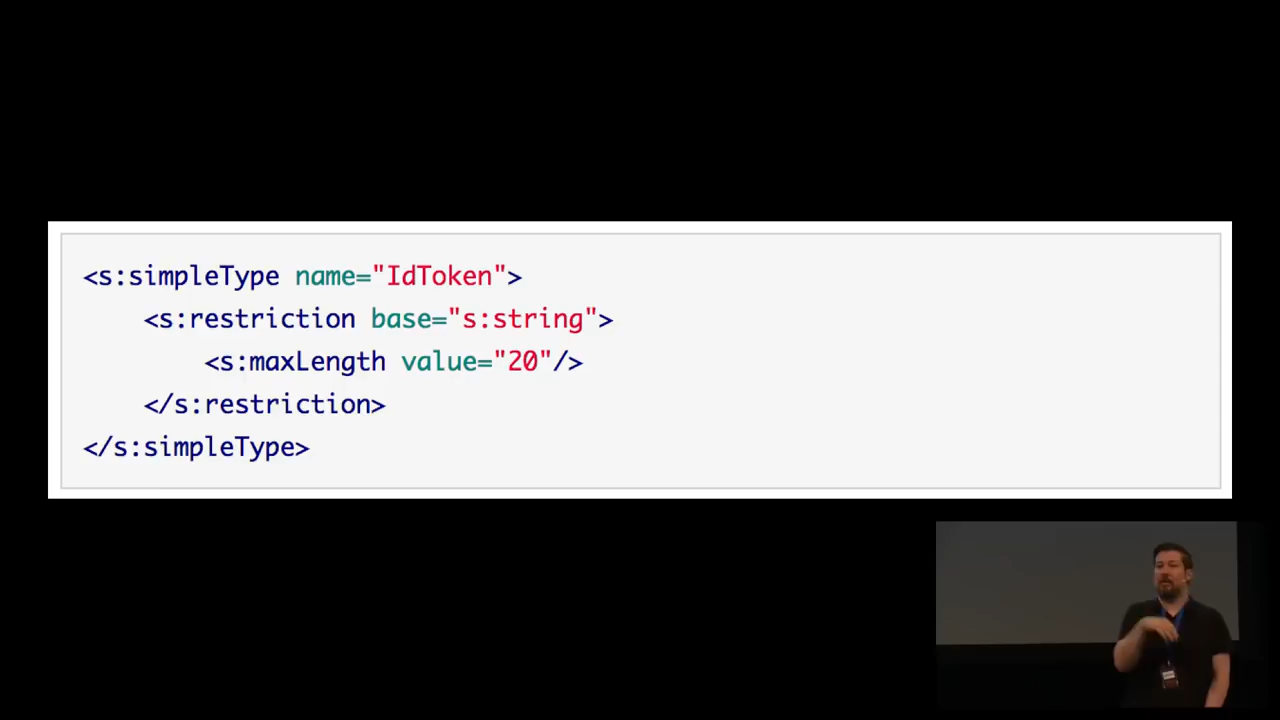 <s:simpleType name="IdToken">
    <s:restriction base="s:string">
        <s:maxLength value="20"/>
    </s:restriction>
</s:simpleType>